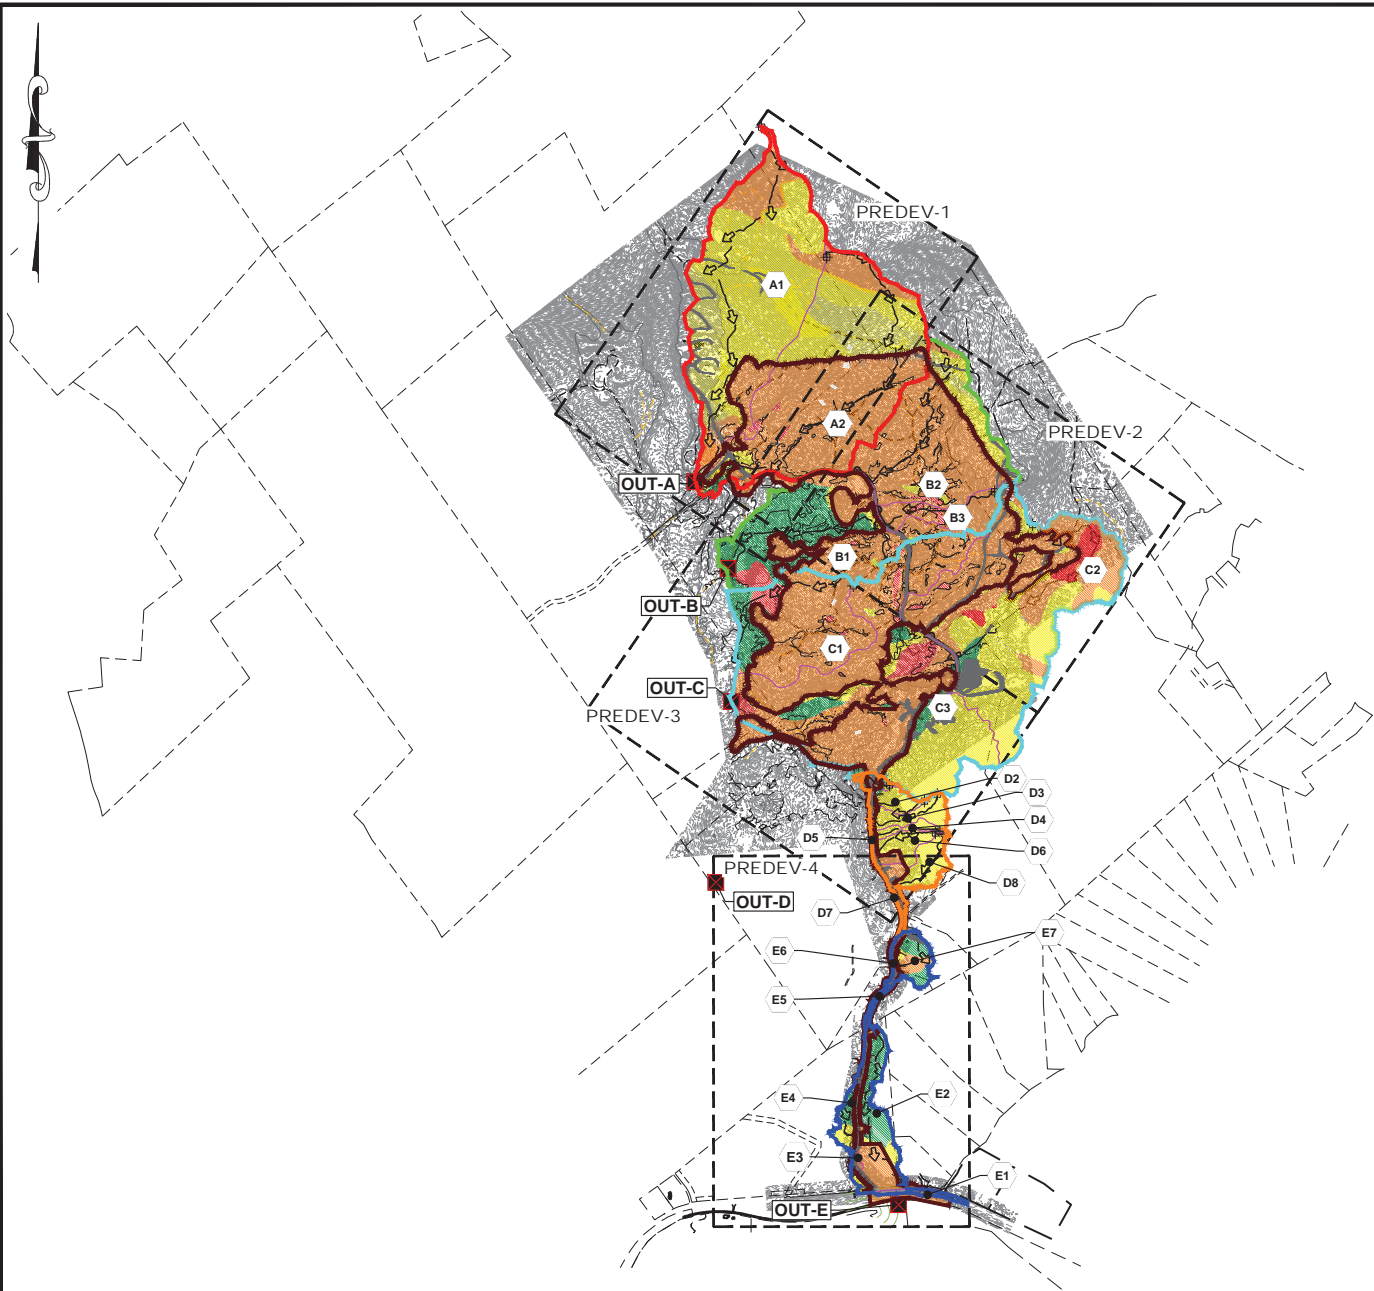 PREDEV-1
A1
A2
PREDEV-2
OUT-A
B2
B3
B1
C2
OUT-B
C1
OUT-C
C3
PREDEV-3
D2
D3
D4
D5
D6
PREDEV-4
D8
OUT-D
D7
E7
E6
E5
E4
E2
E3
E1
OUT-E